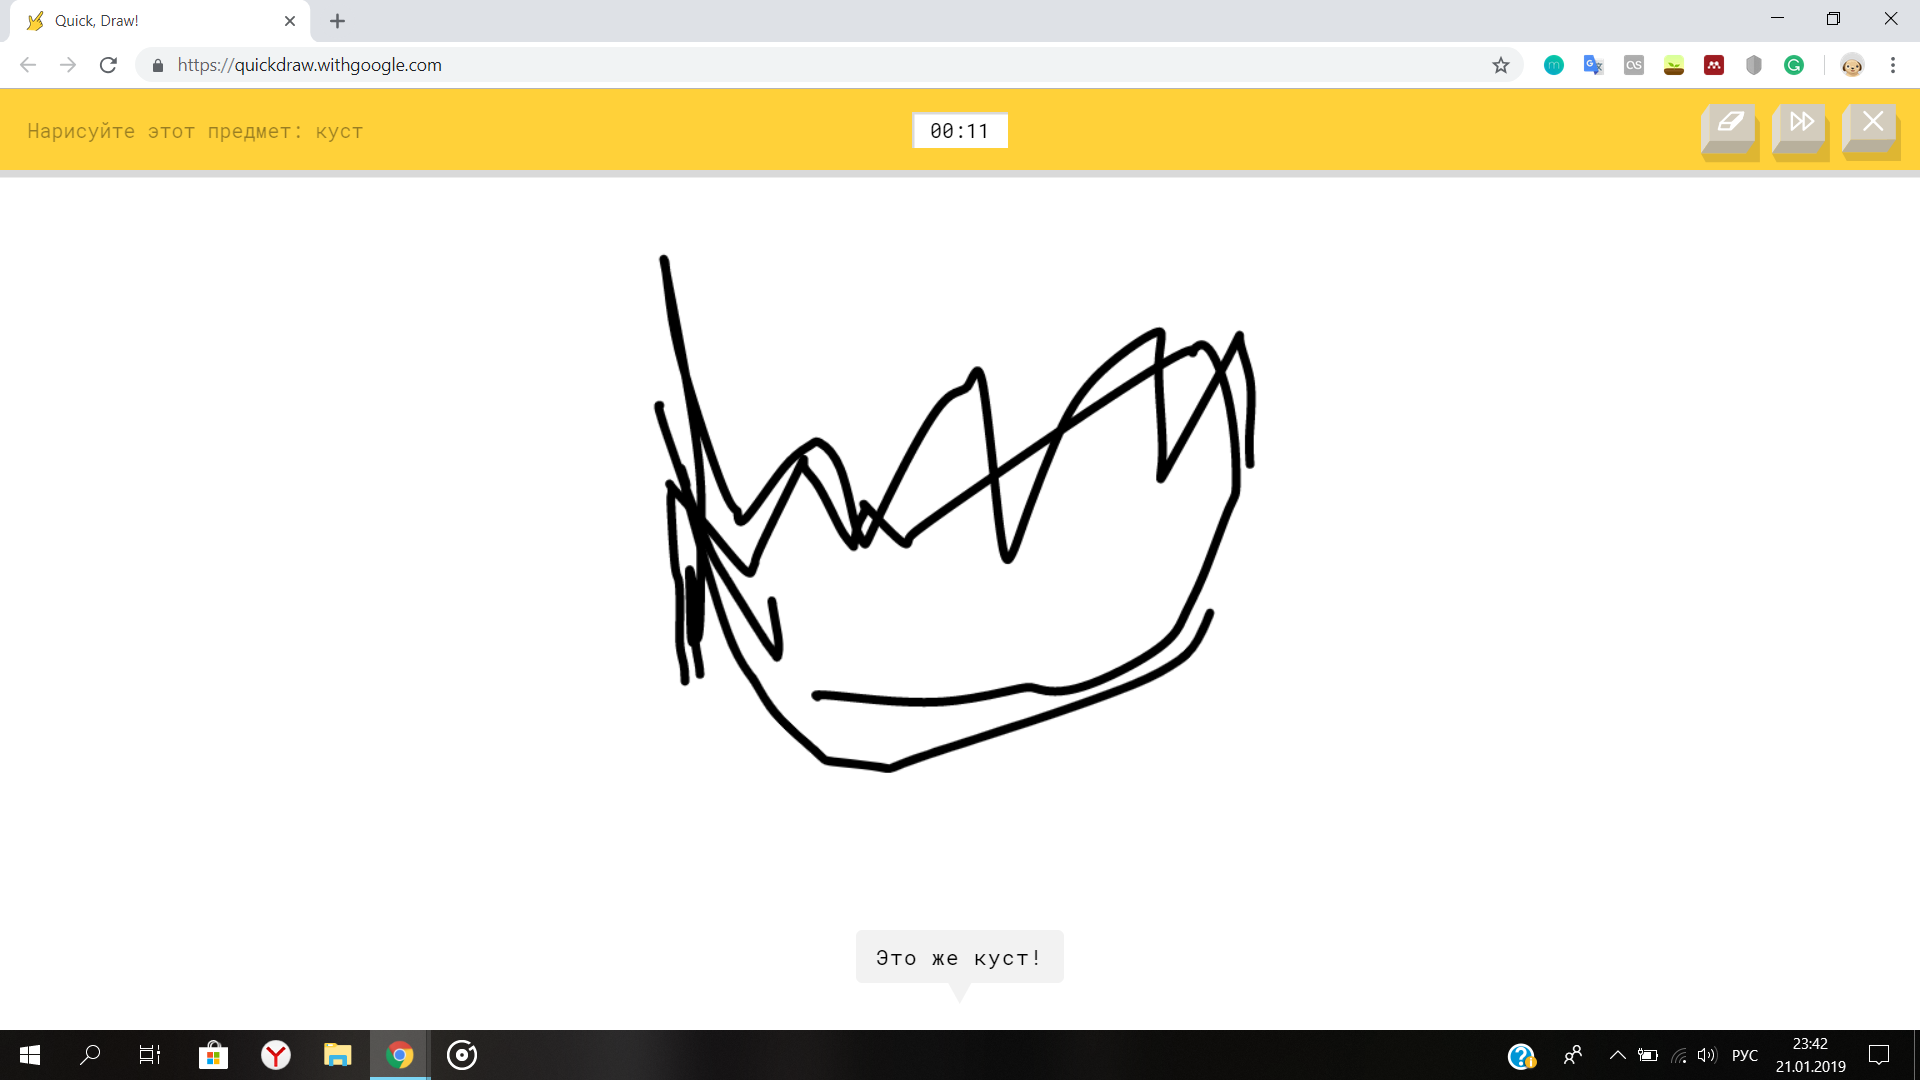 Quick, Draw!
https://quickdraw.withgoogle.com
Нарисуйте этот предмет: куст
00:11
Это же куст!
РУС
23:42
21.01.2019